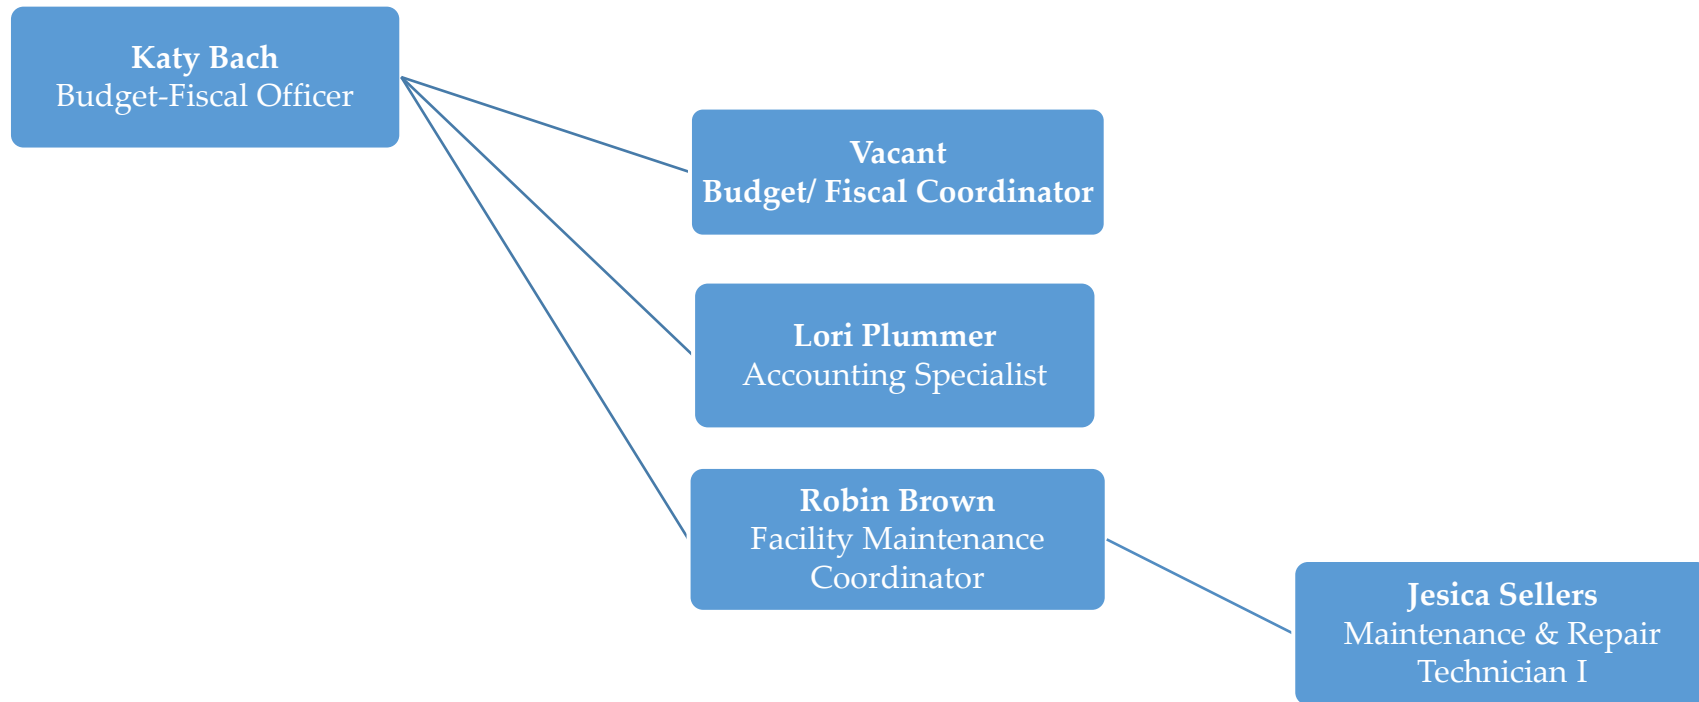 Katy Bach
Budget-Fiscal Officer
Vacant
Budget/ Fiscal Coordinator
Lori Plummer
Accounting Specialist
Robin Brown
Facility Maintenance
Coordinator
Jesica Sellers
Maintenance & Repair
Technician I